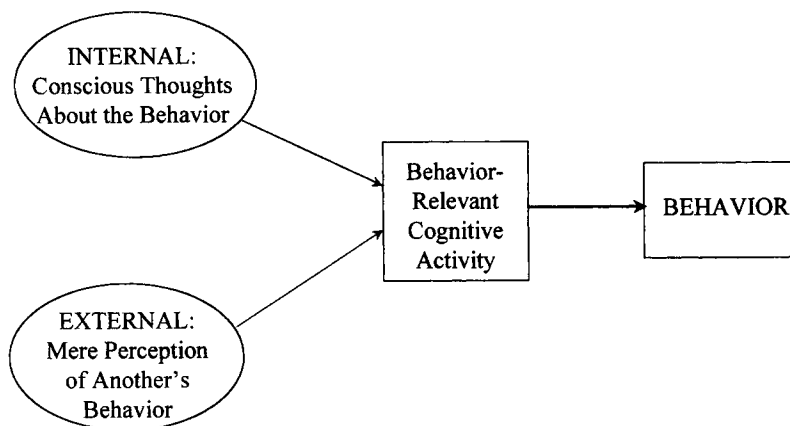 INTERNAL:
Conscious Thoughts
About the Behavior
Behavior-
Relevant
Cognitive
Activity
BEHAVIOR
EXTERNAL:
Mere Perception
of Another's
Behavior